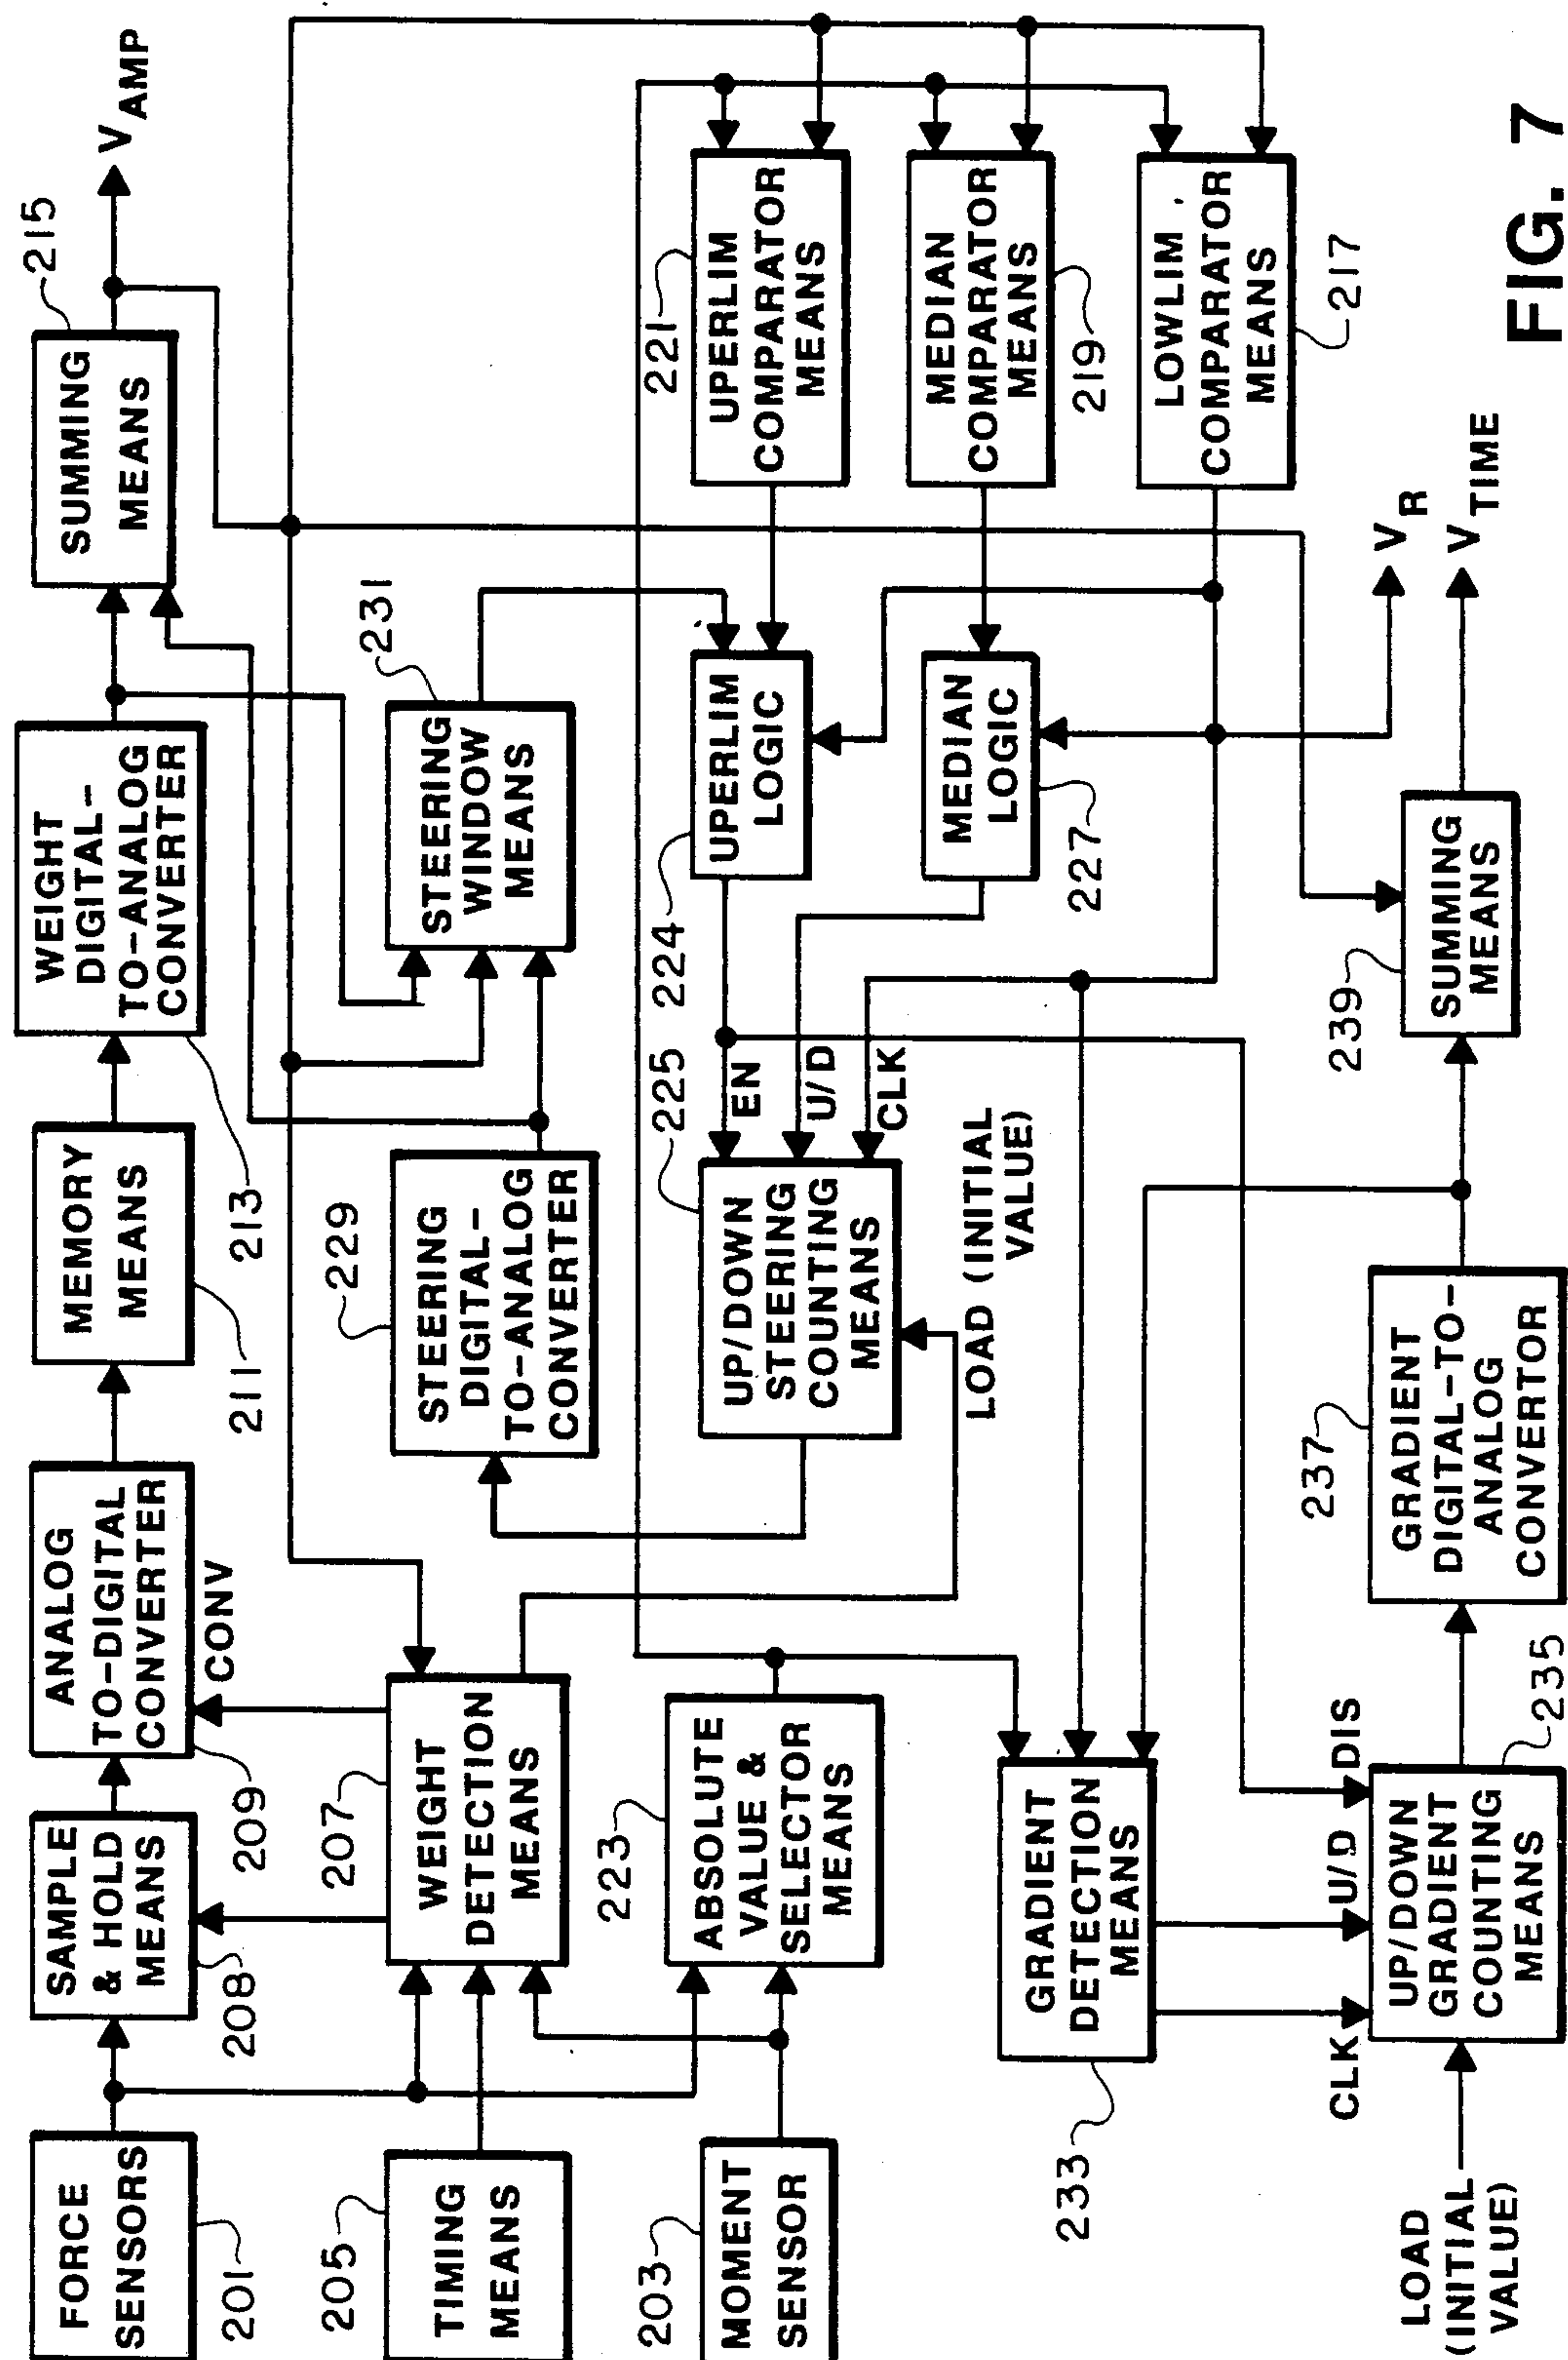 FORCE
SENSORS
201
SAMPLE
& HOLD
MEANS
208
ANALOG
TO-DIGITAL
CONVERTER
209
CONV
MEMORY
MEANS
211
WEIGHT
DIGITAL-
TO-ANALOG
CONVERTER
213
SUMMING
MEANS
215
V AMP
TIMING
MEANS
205
WEIGHT
DETECTION
MEANS
207
STEERING
DIGITAL-
TO-ANALOG
CONVERTER
229
STEERING
WINDOW
MEANS
231
MOMENT
SENSOR
203
ABSOLUTE
VALUE &
SELECTOR
MEANS
223
UP/DOWN
STEERING
COUNTING
MEANS
225
EN
U/D
CLK
LOAD (INITIAL
VALUE)
UPERLIM
LOGIC
224
MEDIAN
LOGIC
227
UPERLIM
COMPARATOR
MEANS
221
MEDIAN
COMPARATOR
MEANS
219
LOWLIM
COMPARATOR
MEANS
217
GRADIENT
DETECTION
MEANS
233
CLK
U/D
DIS
LOAD
(INITIAL
VALUE)
UP/DOWN
GRADIENT
COUNTING
MEANS
235
GRADIENT
DIGITAL-TO-
ANALOG
CONVERTOR
237
SUMMING
MEANS
239
V R
V TIME
FIG. 7